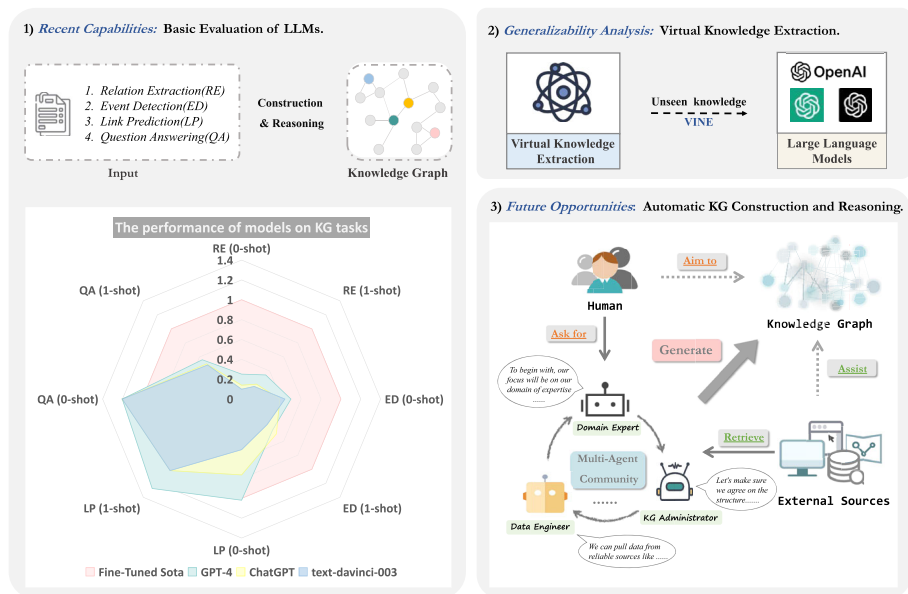 1) Recent Capabilities: Basic Evaluation of LLMs.
1. Relation Extraction(RE)
2. Event Detection(ED)
3. Link Prediction(LP)
4. Question Answering(QA)
Input
Construction
& Reasoning
Knowledge Graph
The performance of models on KG tasks
RE (0-shot)
1.4
1.2
1
0.8
0.6
0.4
0.2
0
RE (1-shot)
ED (0-shot)
ED (1-shot)
LP (0-shot)
LP (1-shot)
QA (0-shot)
QA (1-shot)
Fine-Tuned Sota
GPT-4
ChatGPT
text-davinci-003
2) Generalizability Analysis: Virtual Knowledge Extraction.
Virtual Knowledge
Extraction
Unseen knowledge
VINE
OpenAI
Large Language
Models
3) Future Opportunities: Automatic KG Construction and Reasoning.
Human
Aim to
Knowledge Graph
Ask for
Generate
Assist
To begin with, our
focus will be on our
domain of expertise
......
Domain Expert
Retrieve
Multi-Agent
Community
......
Let's make sure
we agree on the
structure.......
External Sources
Data Engineer
KG Administrator
We can pull data from
reliable sources like ......